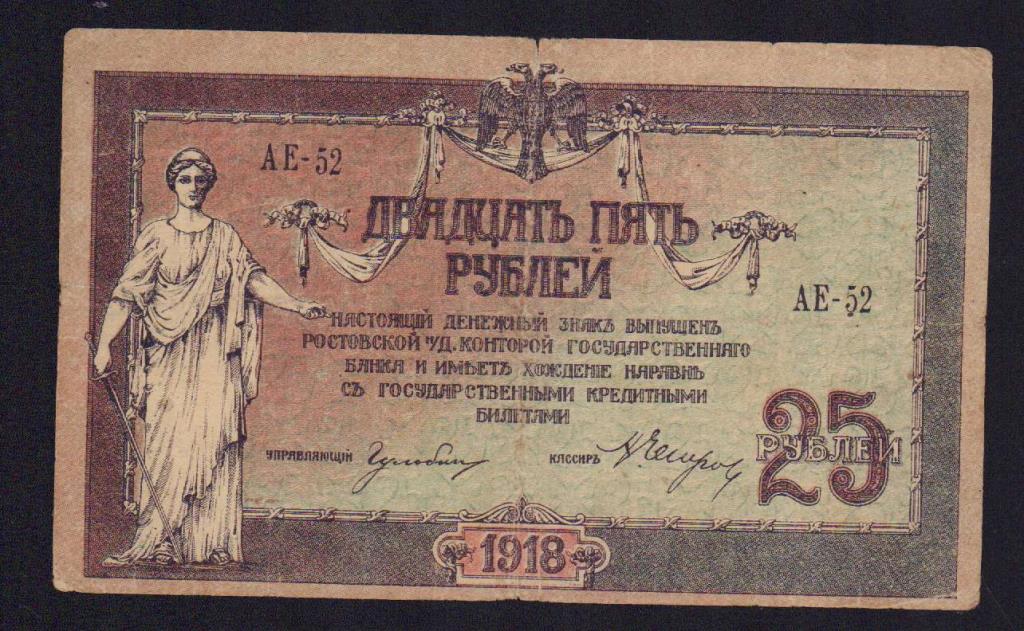 АЕ-52
ДВАДЦАТЬ ПЯТЬ
РУБЛЕЙ
АЕ-52
НАСТОЯЩІЙ ДЕНЕЖНЫЙ ЗНАКЪ ВЫПУЩЕНЪ
РОСТОВСКОЙ н/Д. КОНТОРОЙ ГОСУДАРСТВЕННАГО
БАНКА И ИМѢЕТЪ ХОЖДЕНІЕ НАРАВНѢ
СЪ ГОСУДАРСТВЕННЫМИ КРЕДИТНЫМИ
БИЛЕТАМИ
25
РУБЛЕЙ
УПРАВЛЯЮЩІЙ
КАССИРЪ
1918